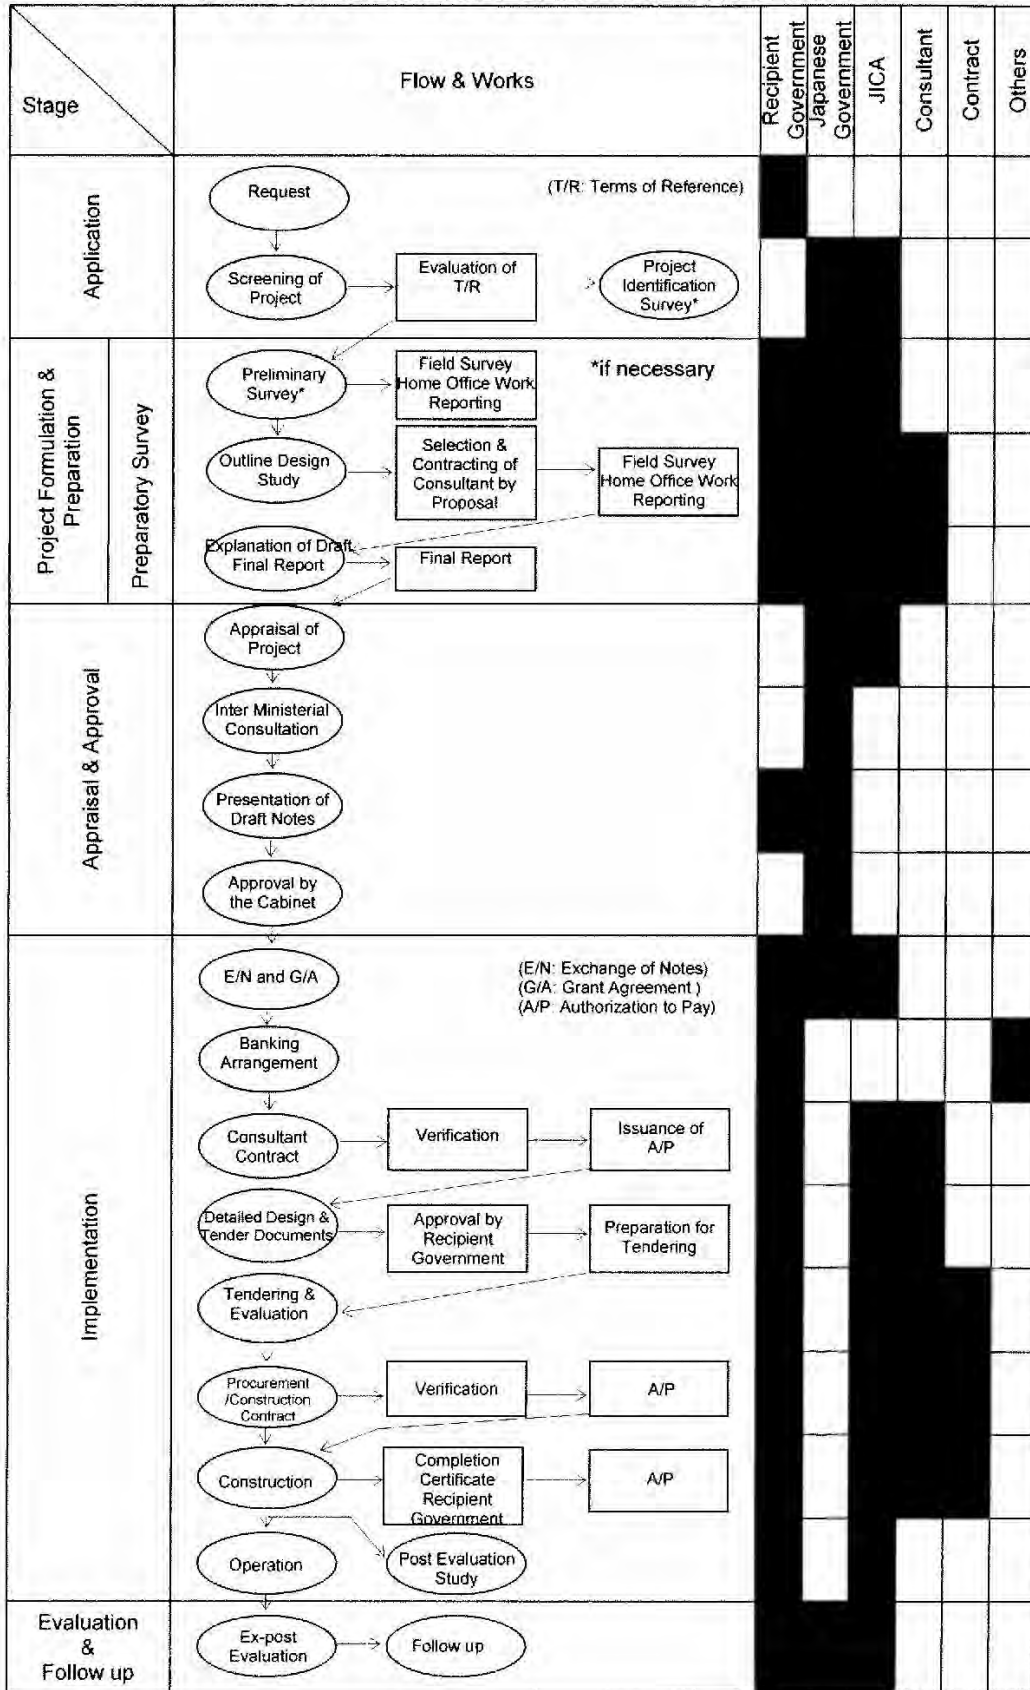 Stage
Flow & Works
Recipient
Government
Japanese
Government
JICA
Consultant
Contract
Others
Application
Request
(T/R: Terms of Reference)
Screening of
Project
Evaluation of
T/R
Project
Identification
Survey*
Project Formulation &
Preparation
Preparatory Survey
Preliminary
Survey*
Field Survey
Home Office Work
Reporting
*if necessary
Outline Design
Study
Selection &
Contracting of
Consultant by
Proposal
Field Survey
Home Office Work
Reporting
Explanation of Draft
Final Report
Final Report
Appraisal & Approval
Appraisal of
Project
Inter Ministerial
Consultation
Presentation of
Draft Notes
Approval by
the Cabinet
Implementation
E/N and G/A
(E/N: Exchange of Notes)
(G/A: Grant Agreement )
(A/P: Authorization to Pay)
Banking
Arrangement
Consultant
Contract
Verification
Issuance of
A/P
Detailed Design &
Tender Documents
Approval by
Recipient
Government
Preparation for
Tendering
Tendering &
Evaluation
Procurement
/Construction
Contract
Verification
A/P
Construction
Completion
Certificate
Recipient
Government
A/P
Operation
Post Evaluation
Study
Evaluation
&
Follow up
Ex-post
Evaluation
Follow up